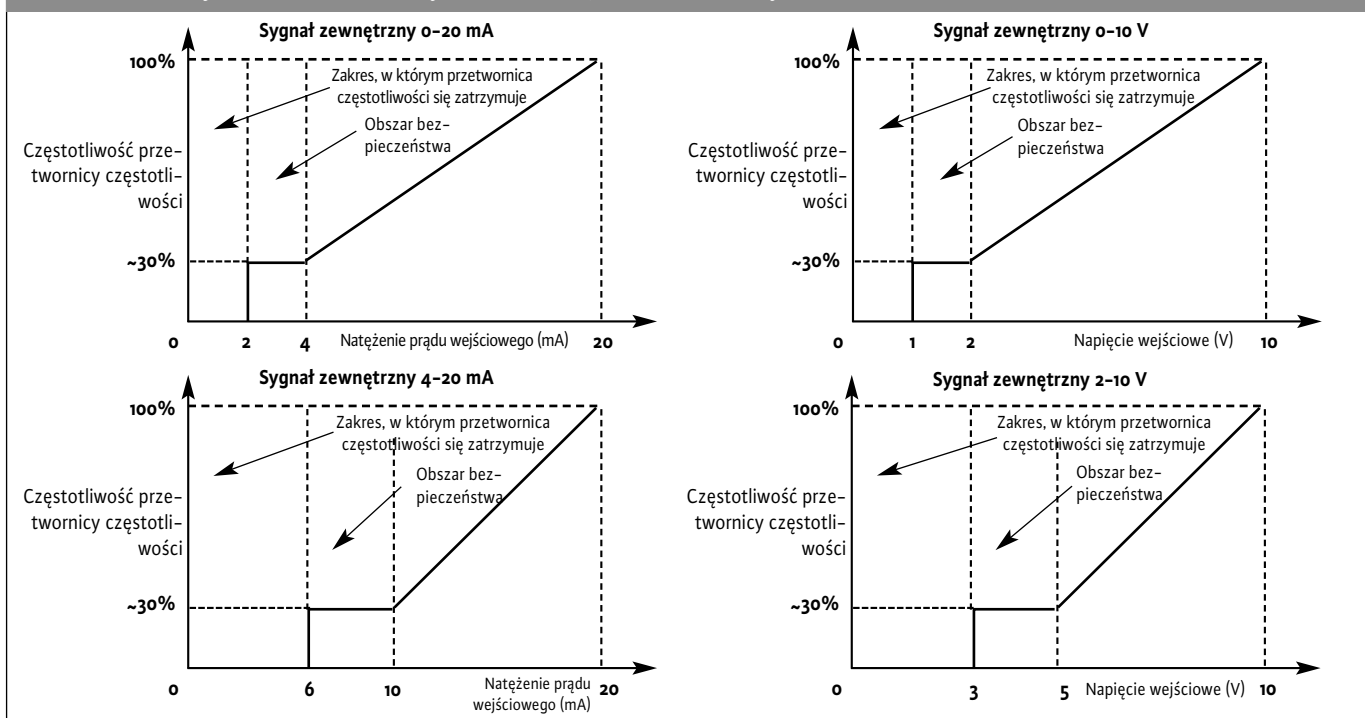 Sygnał zewnętrzny 0–20 mA
100%
Zakres, w którym przetwornica
częstotliwości się zatrzymuje
Obszar bez–
pieczeństwa
Częstotliwość prze–
twornicy częstotli–
wości
~30%
0 2 4 Natężenie prądu wejściowego (mA) 20
Sygnał zewnętrzny 0–10 V
100%
Zakres, w którym przetwornica
częstotliwości się zatrzymuje
Obszar bez–
pieczeństwa
Częstotliwość prze–
twornicy częstotli–
wości
~30%
0 1 2 Napięcie wejściowe (V) 10
Sygnał zewnętrzny 4–20 mA
100%
Zakres, w którym przetwornica
częstotliwości się zatrzymuje
Obszar bez–
pieczeństwa
Częstotliwość prze–
twornicy częstotli–
wości
~30%
0 6 10 Natężenie prądu 20
wejściowego (mA)
Sygnał zewnętrzny 2–10 V
100%
Zakres, w którym przetwornica
częstotliwości się zatrzymuje
Obszar bez–
pieczeństwa
Częstotliwość prze–
twornicy częstotli–
wości
~30%
0 3 5 Napięcie wejściowe (V) 10